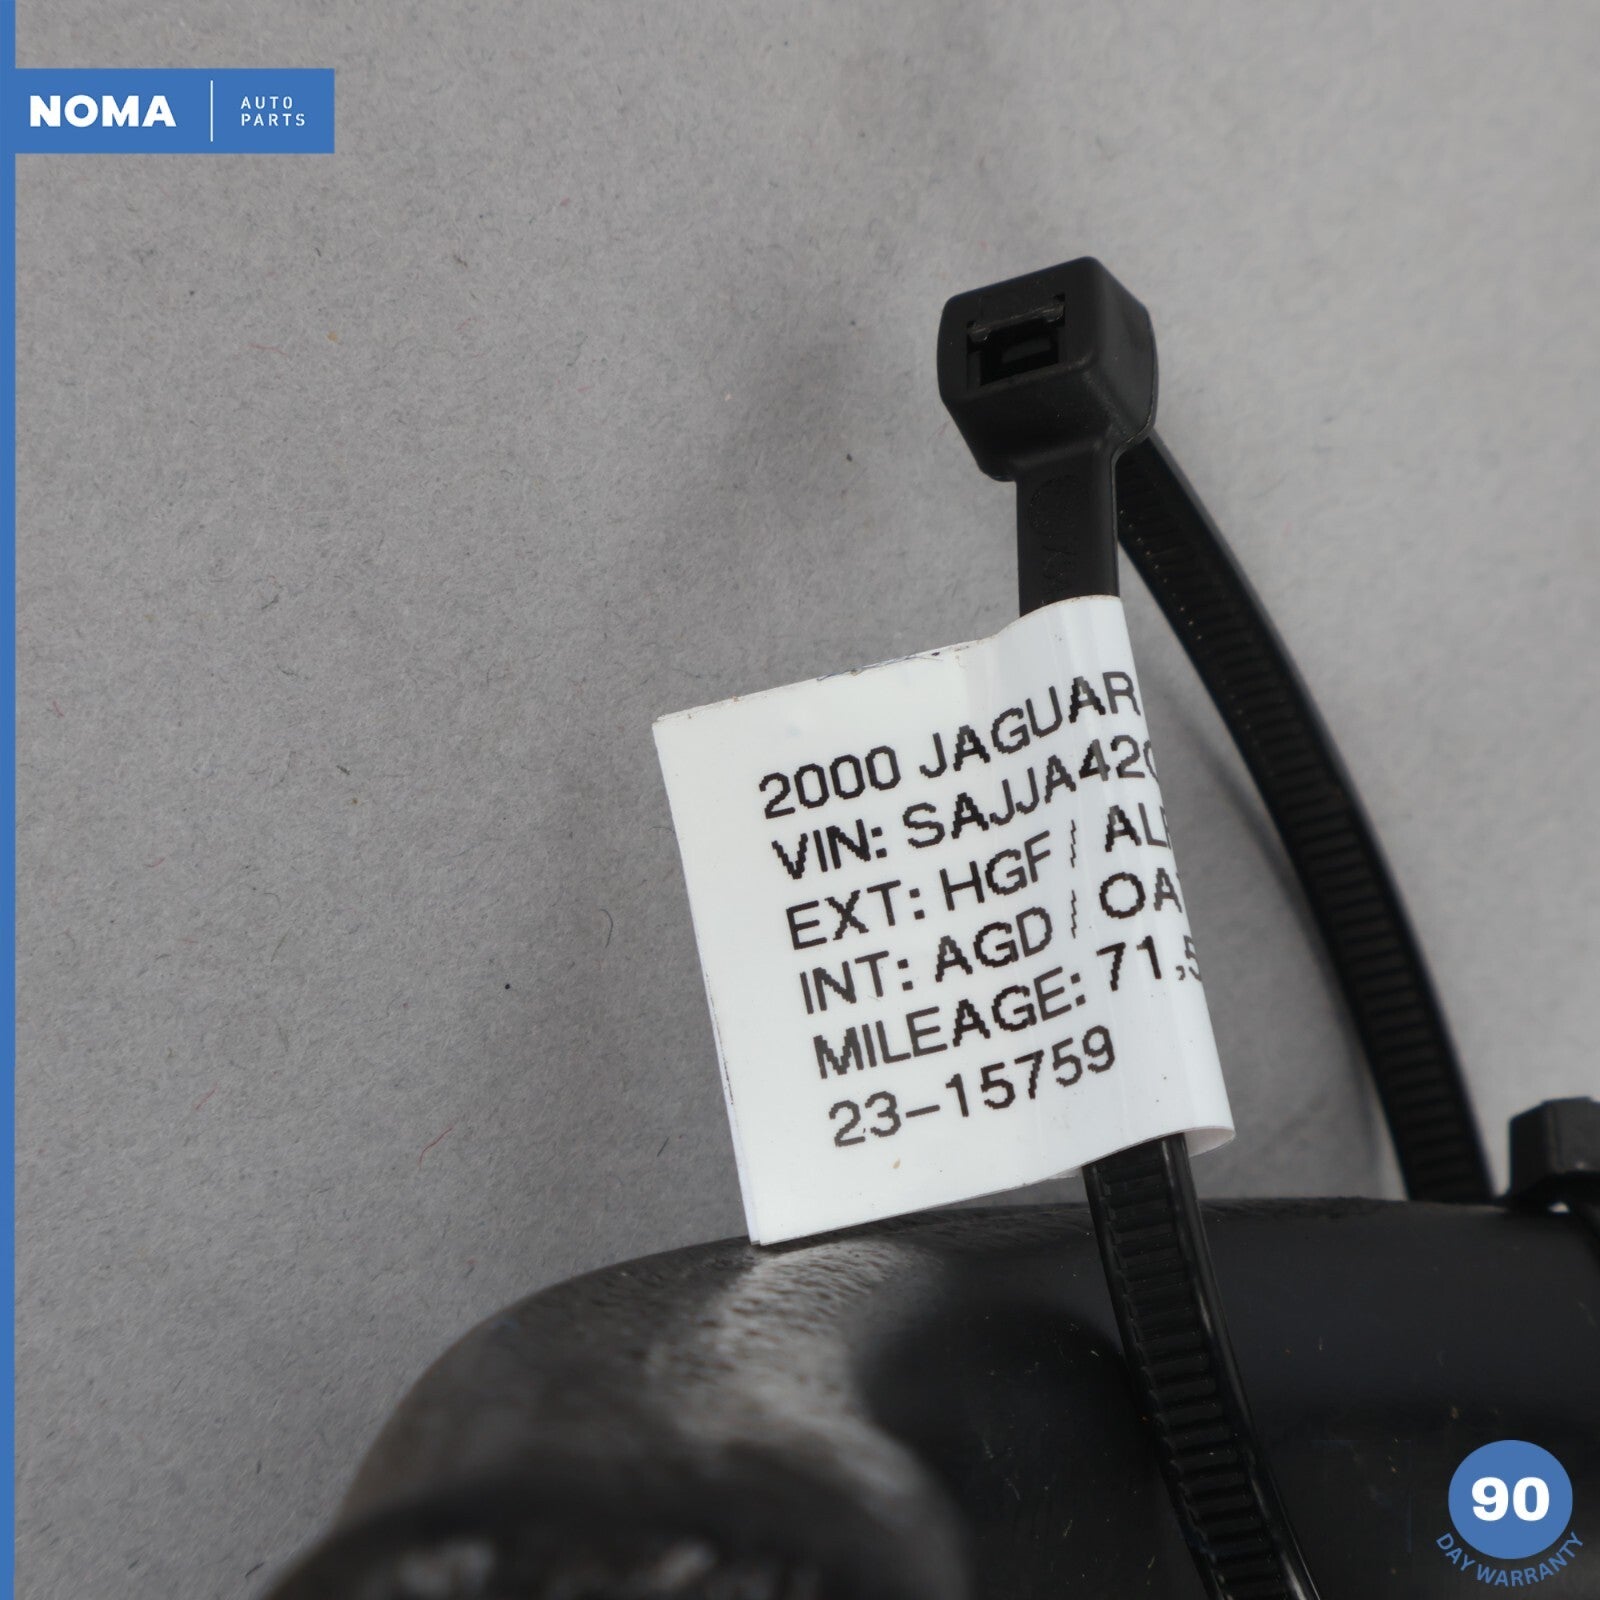 NOMA
AUTO
PARTS
2000 JAGUAR
VIN: SAJJA42
EXT: HGF / AL
INT: AGD / OA
MILEAGE: 71,5
23-15759
90
DAY WARRANTY